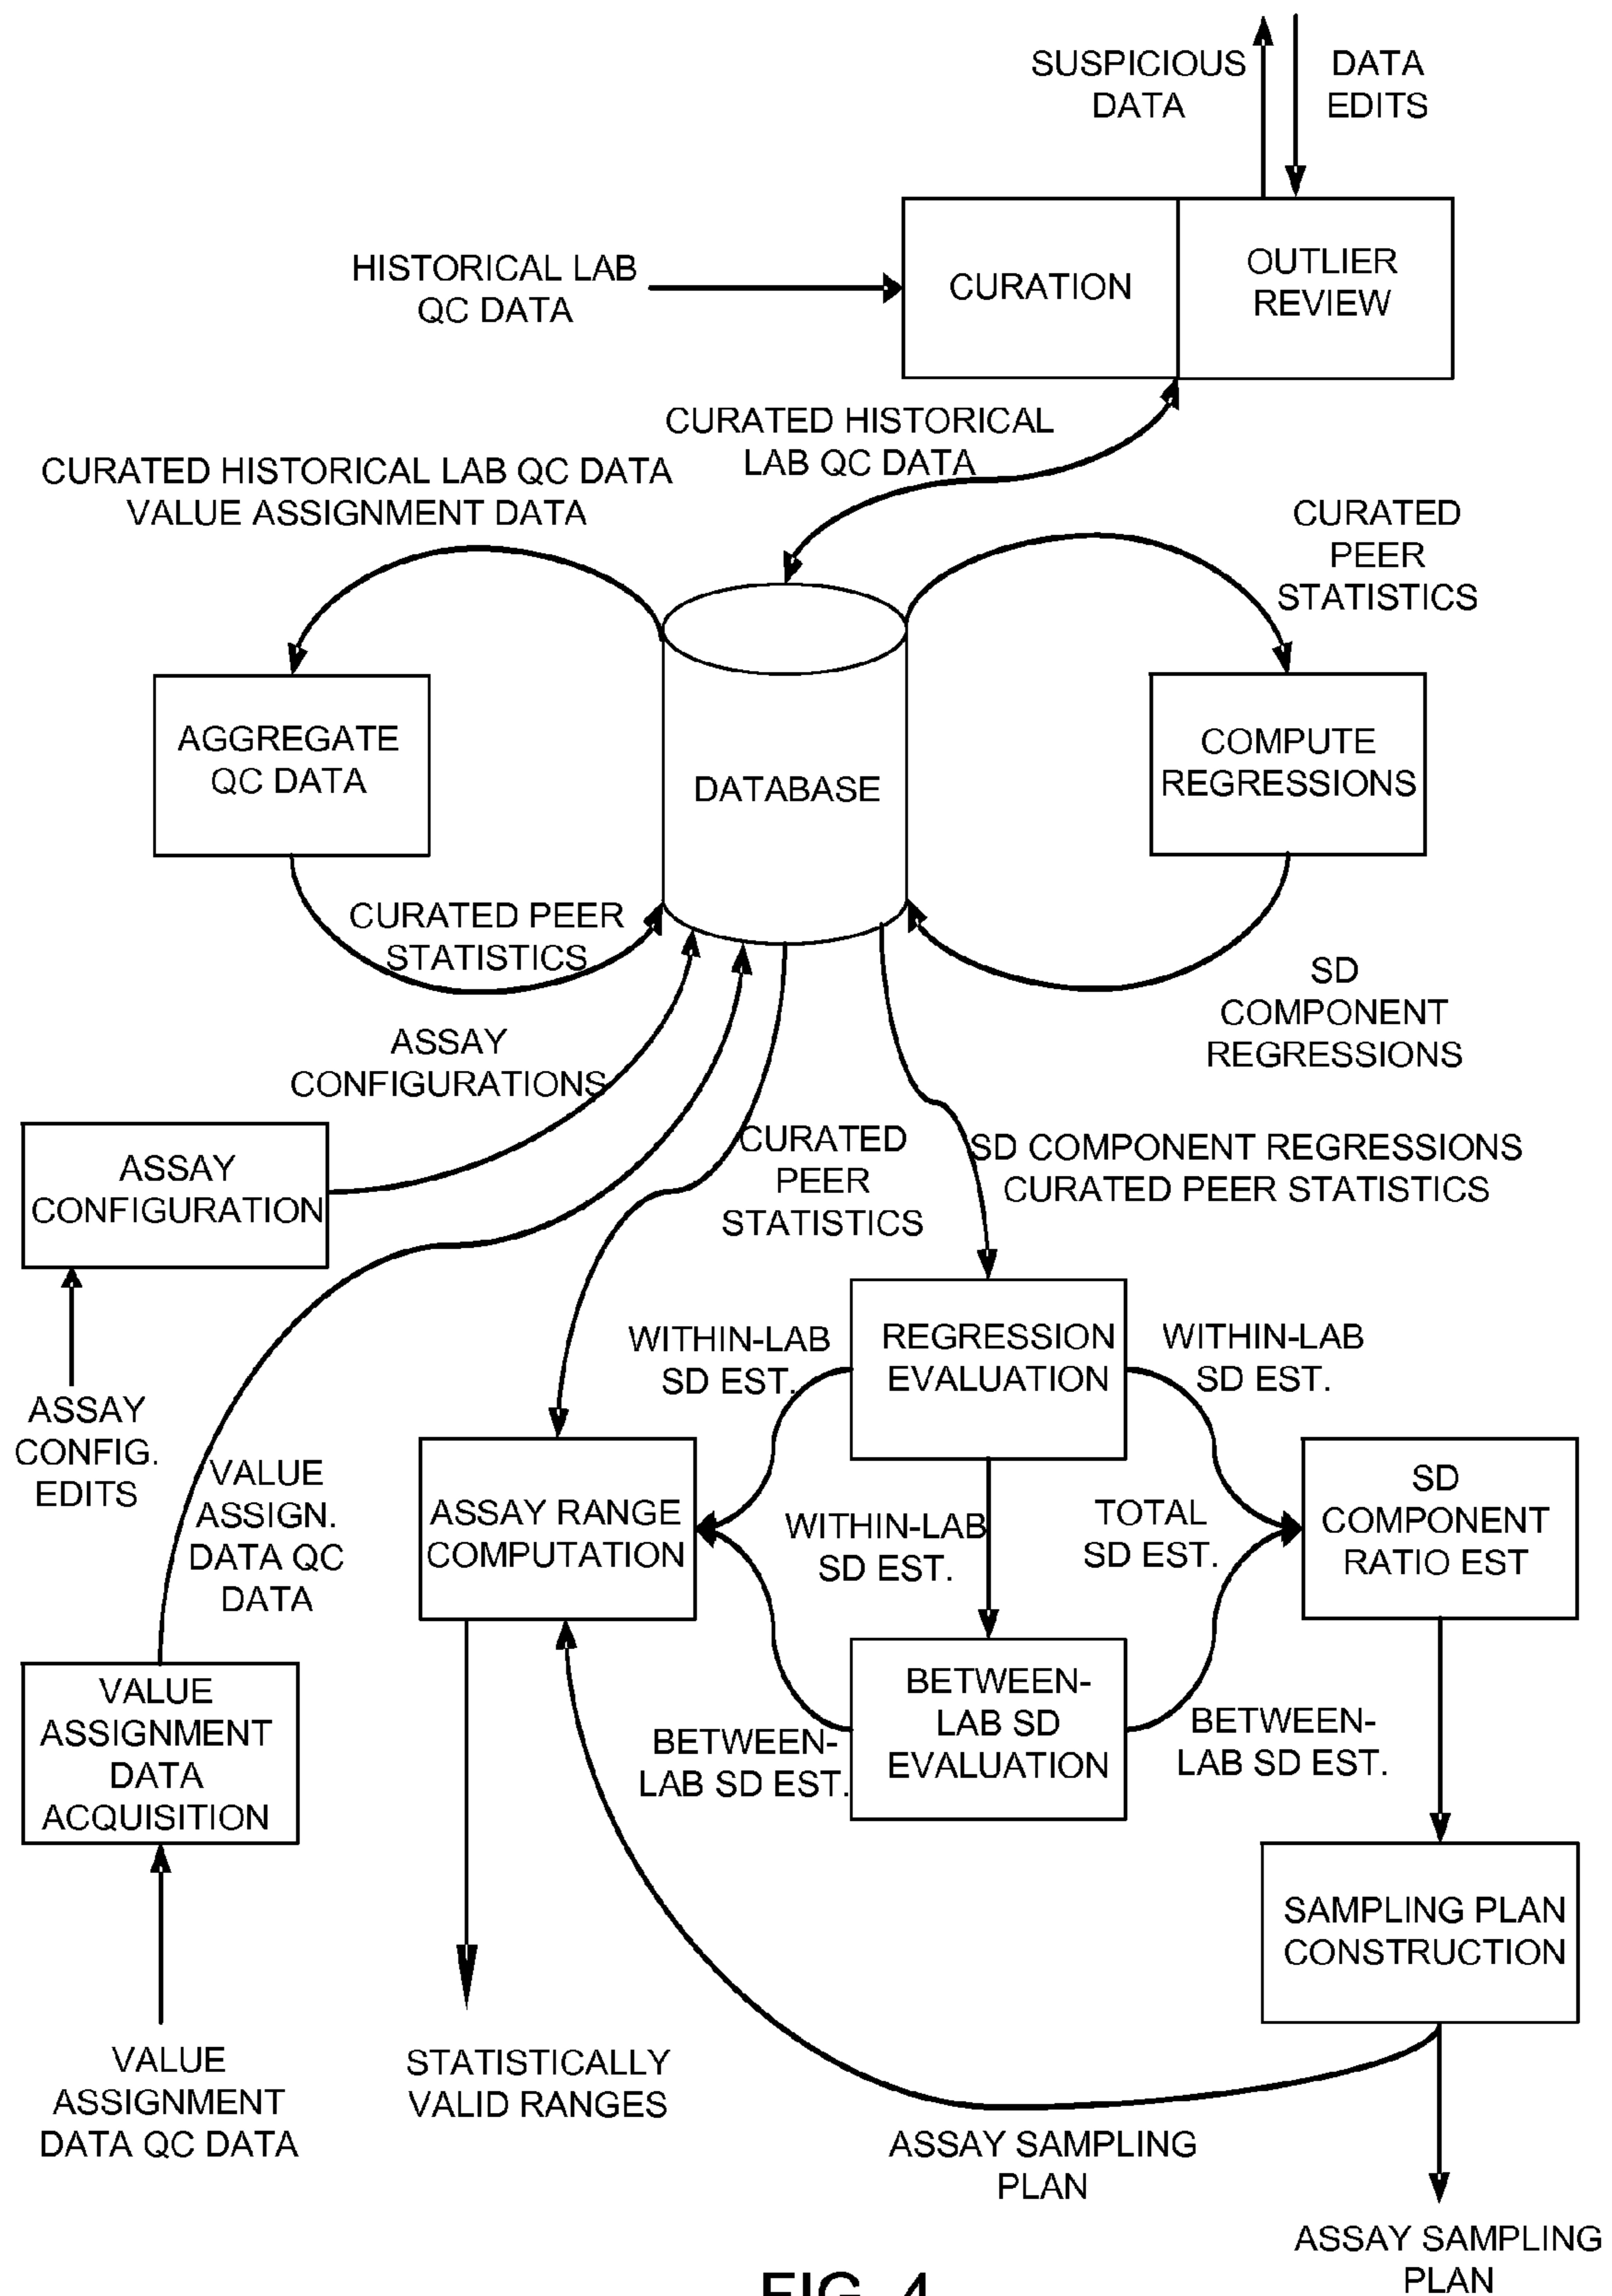 SUSPICIOUS
DATA
DATA
EDITS
HISTORICAL LAB
QC DATA
CURATION
OUTLIER
REVIEW
CURATED HISTORICAL
LAB QC DATA
CURATED HISTORICAL LAB QC DATA
VALUE ASSIGNMENT DATA
CURATED
PEER
STATISTICS
AGGREGATE
QC DATA
DATABASE
COMPUTE
REGRESSIONS
CURATED PEER
STATISTICS
SD
COMPONENT
REGRESSIONS
ASSAY
CONFIGURATIONS
ASSAY
CONFIGURATION
CURATED
PEER
STATISTICS
SD COMPONENT REGRESSIONS
CURATED PEER STATISTICS
ASSAY
CONFIG.
EDITS
WITHIN-LAB
SD EST.
REGRESSION
EVALUATION
WITHIN-LAB
SD EST.
VALUE
ASSIGN.
DATA QC
DATA
ASSAY RANGE
COMPUTATION
WITHIN-LAB
SD EST.
TOTAL
SD EST.
SD
COMPONENT
RATIO EST
VALUE
ASSIGNMENT
DATA
ACQUISITION
BETWEEN-
LAB SD EST.
BETWEEN-
LAB SD
EVALUATION
BETWEEN-
LAB SD EST.
SAMPLING PLAN
CONSTRUCTION
VALUE
ASSIGNMENT
DATA QC DATA
STATISTICALLY
VALID RANGES
ASSAY SAMPLING
PLAN
ASSAY SAMPLING
PLAN
FIG. 4